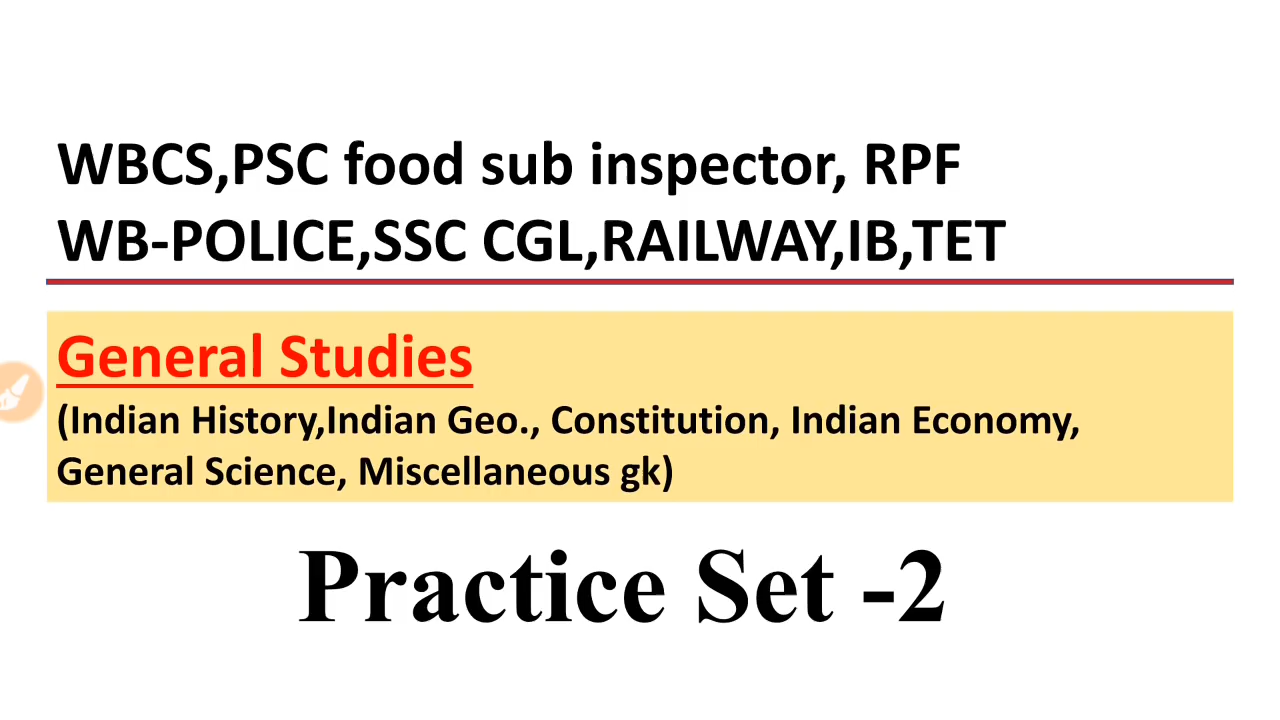 WBCS,PSC food sub inspector, RPF
WB-POLICE,SSC CGL,RAILWAY,IB,TET
General Studies
(Indian History,Indian Geo., Constitution, Indian Economy,
General Science, Miscellaneous gk)
Practice Set -2